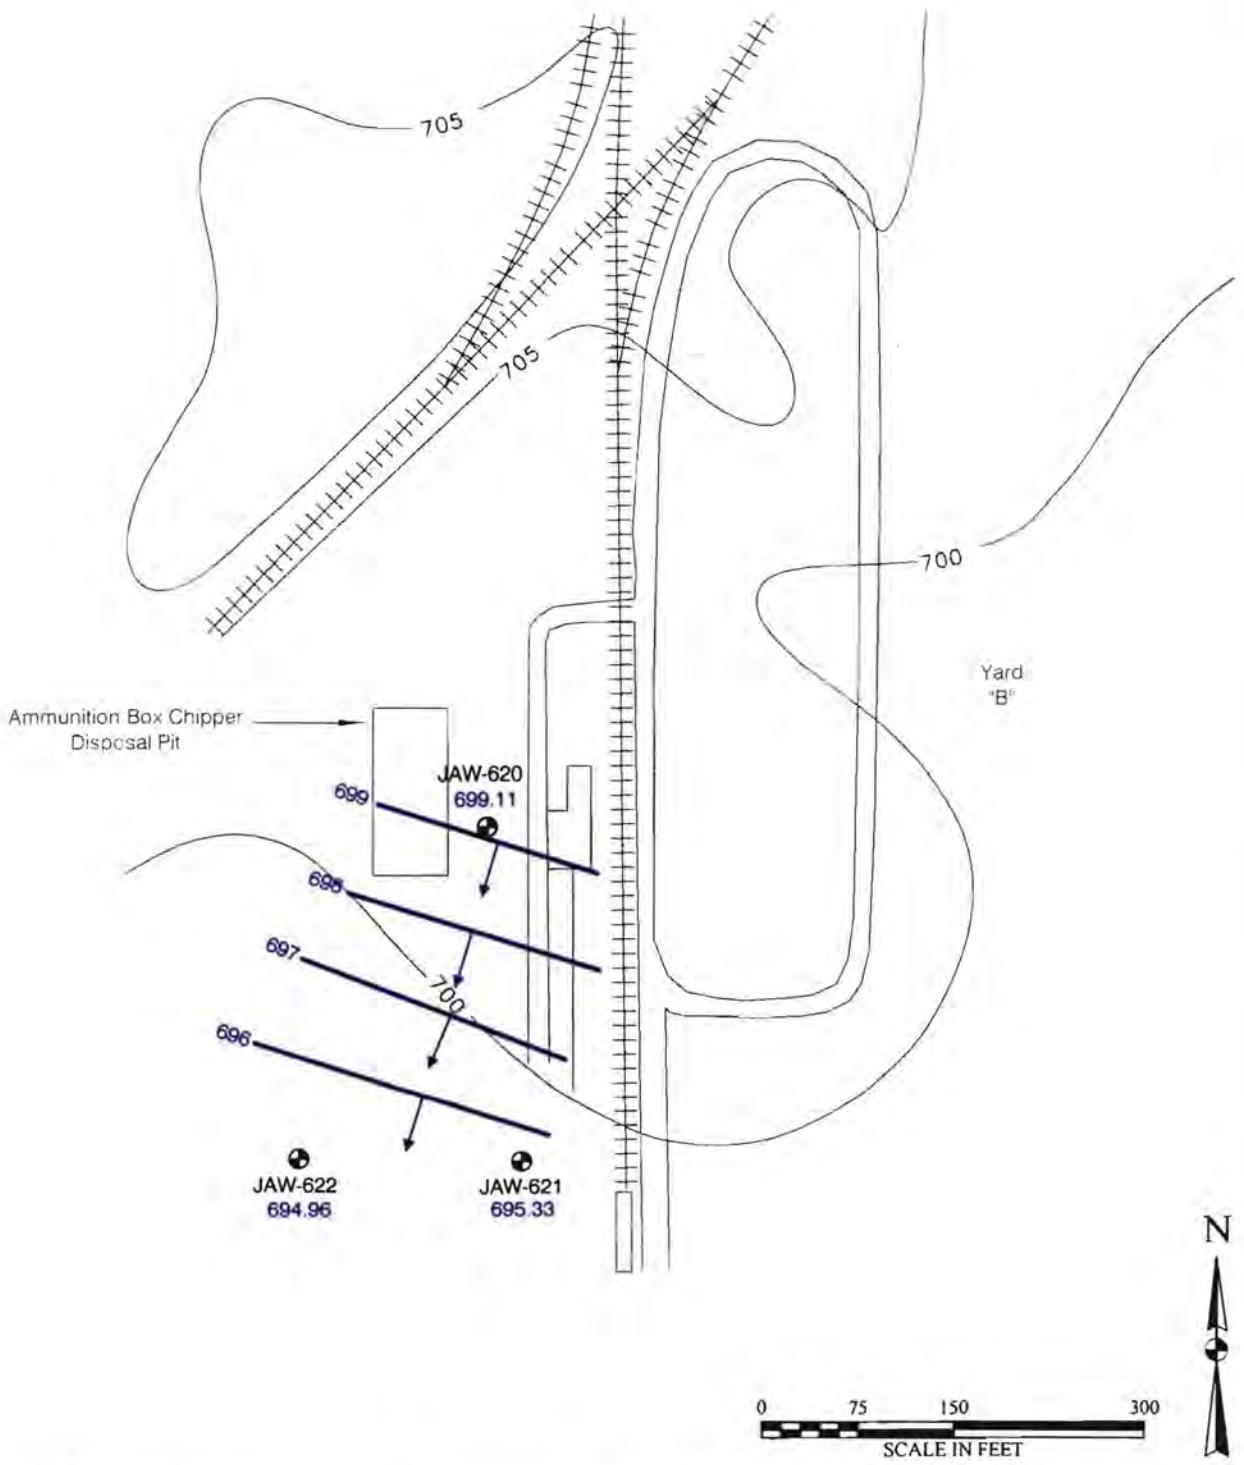 705
705
700
Yard
"B"
Ammunition Box Chipper
Disposal Pit
JAW-620
699.11
699
698
697
700
696
JAW-622
694.96
JAW-621
695.33
N
0 75 150 300
SCALE IN FEET